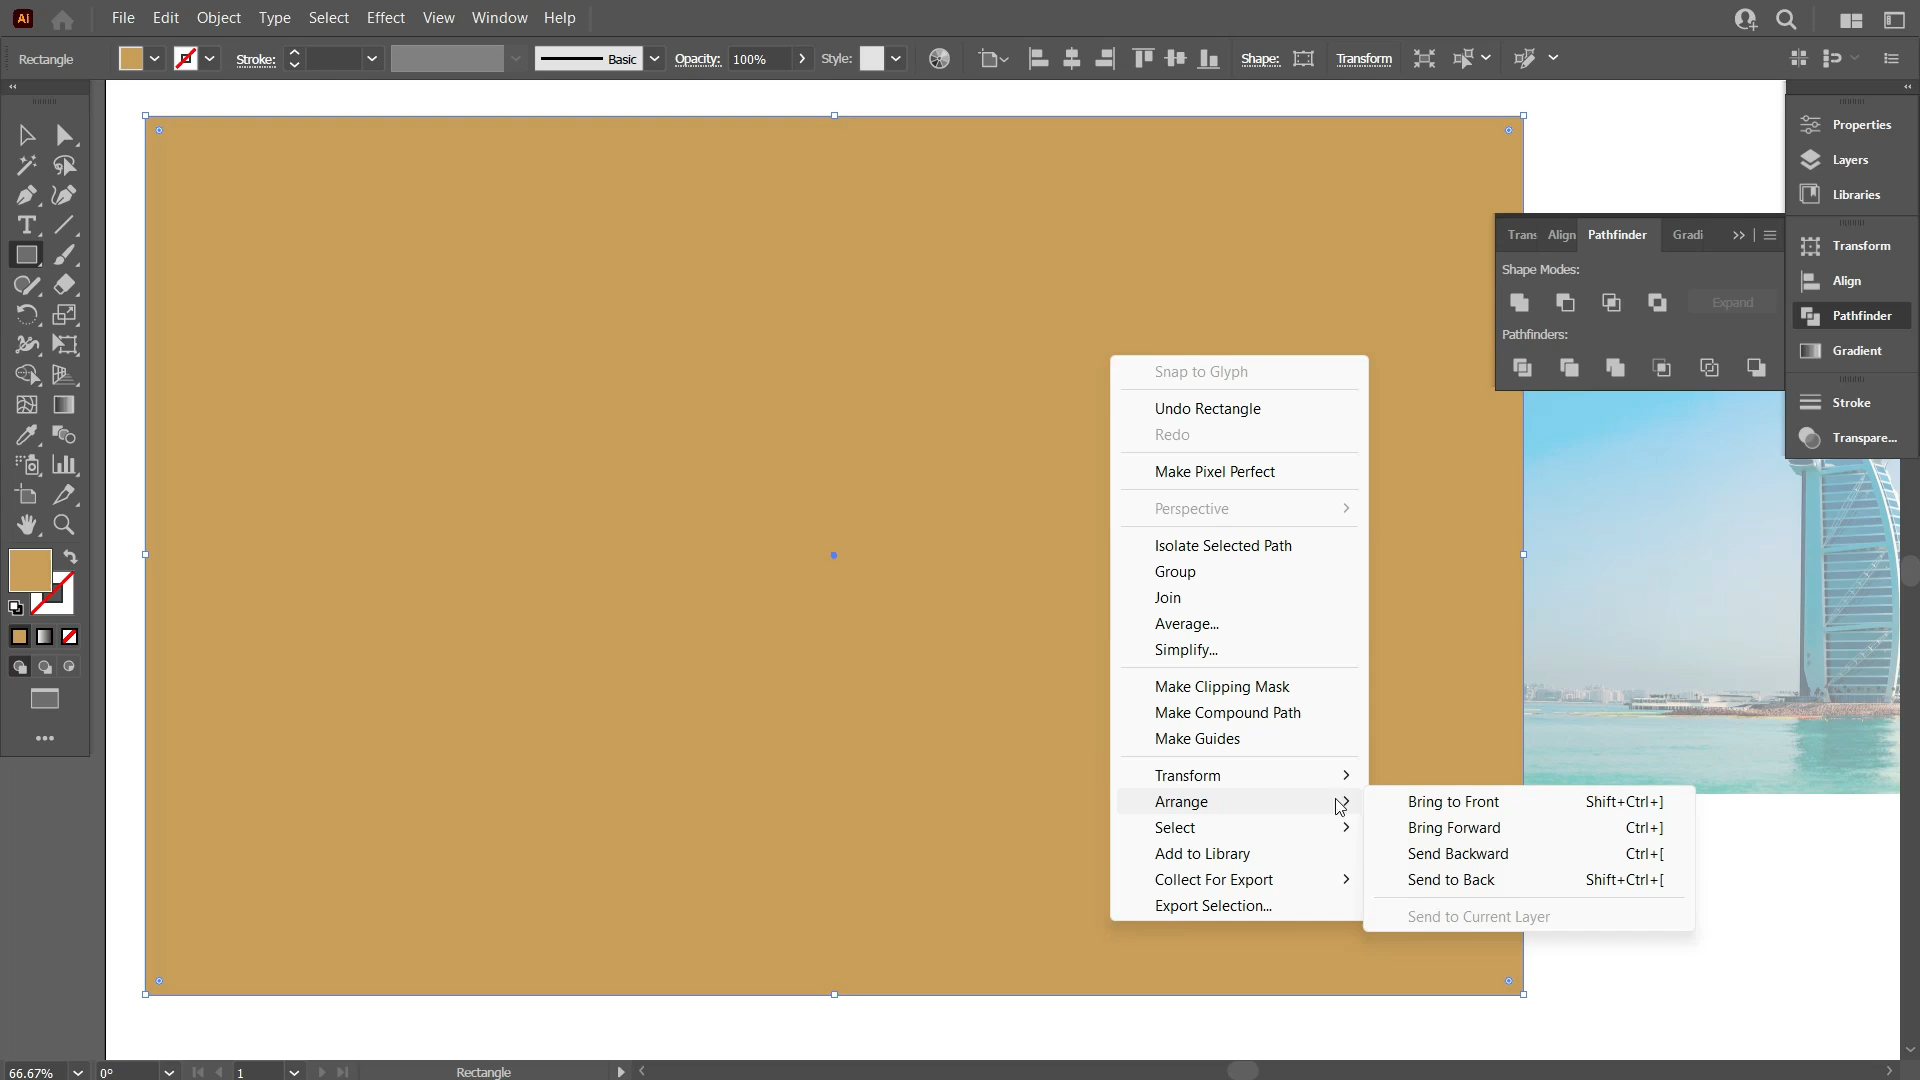 Ai
File Edit Object Type Select Effect View Window Help
Rectangle
Stroke:
Basic
Opacity: 100%
Style:
Shape:
Transform
Properties
Layers
Libraries
Transform
Align
Pathfinder
Gradient
Stroke
Transpare...
Trans Align Pathfinder Gradi
Shape Modes:
Expand
Pathfinders:
Snap to Glyph
Undo Rectangle
Redo
Make Pixel Perfect
Perspective
Isolate Selected Path
Group
Join
Average...
Simplify...
Make Clipping Mask
Make Compound Path
Make Guides
Transform
Arrange
Select
Add to Library
Collect For Export
Export Selection...
Bring to Front Shift+Ctrl+]
Bring Forward Ctrl+]
Send Backward Ctrl+[
Send to Back Shift+Ctrl+[
Send to Current Layer
66.67% 0° 1 Rectangle